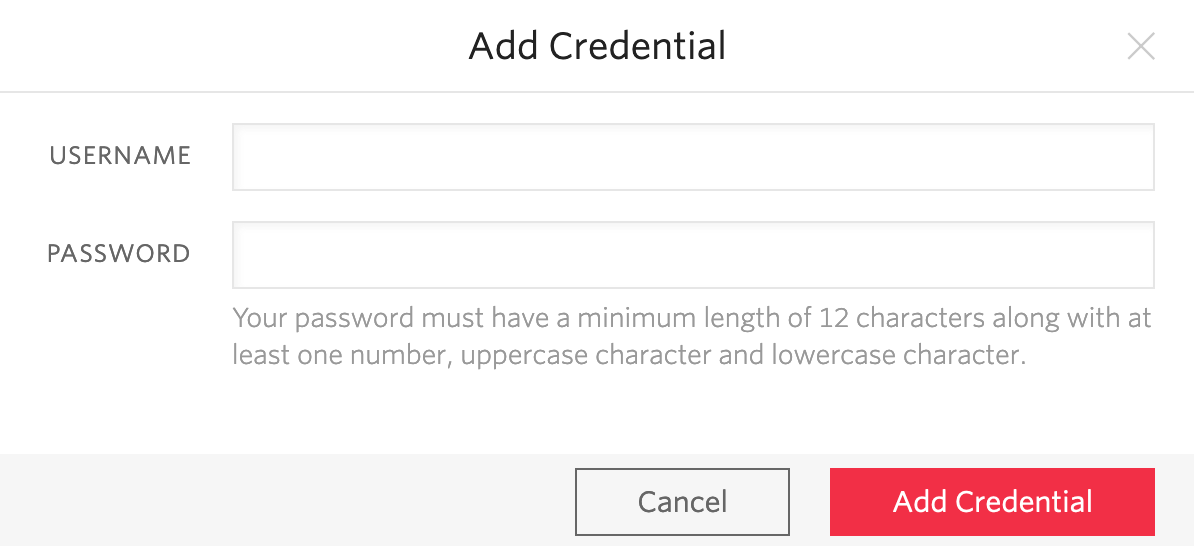 Add Credential
USERNAME
PASSWORD
Your password must have a minimum length of 12 characters along with at
least one number, uppercase character and lowercase character.
Cancel
Add Credential